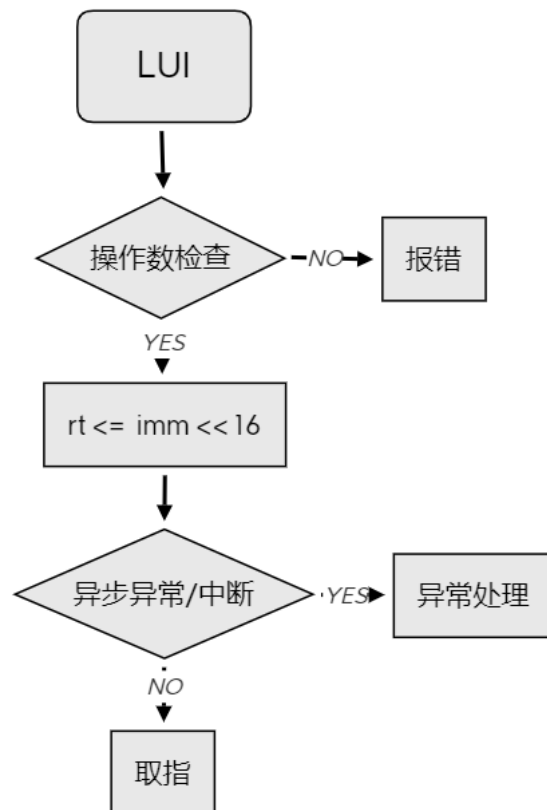 LUI
操作数检查
NO
报错
YES
rt <= imm << 16
异步异常/中断
YES
异常处理
NO
取指